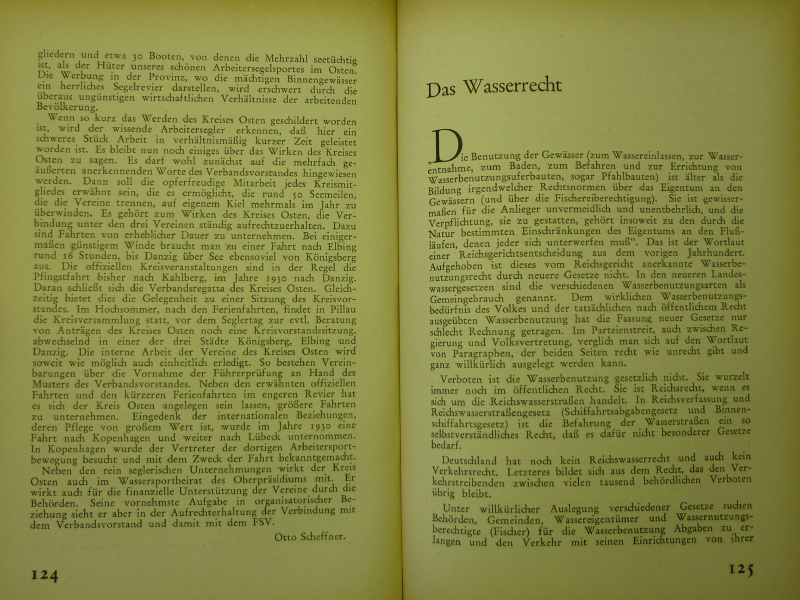 gliedern und etwa 30 Booten, von denen die Mehrzahl seetüchtig
ist, als der Hüter unseres schönen Arbeitersegelsportes im Osten.
Die Werbung in der Provinz, wo die mächtigen Binnengewässer
ein herrliches Segelrevier darstellen, wird erschwert durch die
überaus ungünstigen wirtschaftlichen Verhältnisse der arbeitenden
Bevölkerung.
Wenn so kurz das Werden des Kreises Osten geschildert worden
ist, wird der wissende Arbeitersegler erkennen, daß hier ein
schweres Stück Arbeit in verhältnismäßig kurzer Zeit geleistet
worden ist. Es bleibt nun noch einiges über das Wirken des Kreises
Osten zu sagen. Es darf wohl zunächst auf die mehrfach ge-
äußerten anerkennenden Worte des Verbandsvorstandes hingewiesen
werden. Dann soll die opferfreudige Mitarbeit jedes Kreismit-
gliedes erwähnt sein, die es ermöglicht, die rund 50 Seemeilen,
die die Vereine trennen, auf eigenem Kiel mehrmals im Jahr zu
überwinden. Es gehört zum Wirken des Kreises Osten, die Ver-
bindung unter den drei Vereinen ständig aufrechtzuerhalten. Dazu
sind Fahrten von erheblicher Dauer zu unternehmen. Bei einiger-
maßen günstigem Winde braucht man zu einer Fahrt nach Elbing
rund 16 Stunden, bis Danzig über See ebensoviel von Königsberg
aus. Die offiziellen Kreisveranstaltungen sind in der Regel die
Pfingstfahrt bisher nach Kahlberg, im Jahre 1930 nach Danzig.
Daran schließt sich die Verbandsregatta des Kreises Osten. Gleich-
zeitig bietet dies die Gelegenheit zu einer Sitzung des Kreisvor-
standes. Im Hochsommer, nach den Ferienfahrten, findet in Pillau
die Kreisversammlung statt, vor dem Seglertag zur evtl. Beratung
von Anträgen des Kreises Osten noch eine Kreisvorstandssitzung,
abwechselnd in einer der drei Städte Königsberg, Elbing und
Danzig. Die interne Arbeit der Vereine des Kreises Osten wird
soweit wie möglich auch einheitlich erledigt. So bestehen Verein-
barungen über die Vornahme der Führerprüfung an Hand des
Musters des Verbandsvorstandes. Neben den erwähnten offiziellen
Fahrten und den kürzeren Ferienfahrten im engeren Revier hat
es sich der Kreis Osten angelegen sein lassen, größere Fahrten
zu unternehmen. Eingedenk der internationalen Beziehungen,
deren Pflege von großem Wert ist, wurde im Jahre 1930 eine
Fahrt nach Kopenhagen und weiter nach Lübeck unternommen.
In Kopenhagen wurde der Vertreter der dortigen Arbeitersport-
bewegung besucht und mit dem Zweck der Fahrt bekanntgemacht.
Neben den rein seglerischen Unternehmungen wirkt der Kreis
Osten auch im Wassersportbeirat des Oberpräsidiums mit. Er
wirkt auch für die finanzielle Unterstützung der Vereine durch die
Behörden. Seine vornehmste Aufgabe in organisatorischer Be-
ziehung sieht er aber in der Aufrechterhaltung der Verbindung mit
dem Verbandsvorstand und damit mit dem FSV.
Otto Scheffner.
124
Das Wasserrecht
Die Benutzung der Gewässer (zum Wassereinlassen, zur Wasser-
entnahme, zum Baden, zum Befahren und zur Errichtung von
Wasserbenutzungsuferbauten, sogar Pfahlbauten) ist älter als die
Bildung irgendwelcher Rechtsnormen über das Eigentum an den
Gewässern (und über die Fischereiberechtigung). Sie ist gewisser-
maßen für die Anlieger unvermeidlich und unentbehrlich, und die
Verpflichtung, sie zu gestatten, gehört insoweit zu den durch die
Natur bestimmten Einschränkungen des Eigentums an den Fluß-
läufen, denen jeder sich unterwerfen muß“. Das ist der Wortlaut
einer Reichsgerichtsentscheidung aus dem vorigen Jahrhundert.
Aufgehoben ist dieses vom Reichsgericht anerkannte Wasserbe-
nutzungsrecht durch neuere Gesetze nicht. In den neueren Landes-
wassergesetzen sind die verschiedenen Wasserbenutzungsarten als
Gemeingebrauch genannt. Dem wirklichen Wasserbenutzungs-
bedürfnis des Volkes und der tatsächlichen nach öffentlichem Recht
ausgeübten Wasserbenutzung hat die Fassung neuer Gesetze nur
schlecht Rechnung getragen. Im Parteienstreit, auch zwischen Re-
gierung und Volksvertretung, verglich man sich auf den Wortlaut
von Paragraphen, der beiden Seiten recht wie unrecht gibt und
ganz willkürlich ausgelegt werden kann.
Verboten ist die Wasserbenutzung gesetzlich nicht. Sie wurzelt
immer noch im öffentlichen Recht. Sie ist Reichsrecht, wenn es
sich um die Reichswasserstraßen handelt. In Reichsverfassung und
Reichswasserstraßengesetz (Schiffahrtsabgabengesetz und Binnen-
schiffahrtsgesetz) ist die Befahrung der Wasserstraßen ein so
selbstverständliches Recht, daß es dafür nicht besonderer Gesetze
bedarf.
Deutschland hat noch kein Reichswasserrecht und auch kein
Verkehrsrecht. Letzteres bildet sich aus dem Recht, das den Ver-
kehrstreibenden zwischen vielen tausend behördlichen Verboten
übrig bleibt.
Unter willkürlicher Auslegung verschiedener Gesetze suchen
Behörden, Gemeinden, Wassereigentümer und Wassernutzungs-
berechtigte (Fischer) für die Wasserbenutzung Abgaben zu er-
langen und den Verkehr mit seinen Einrichtungen von ihrer
125